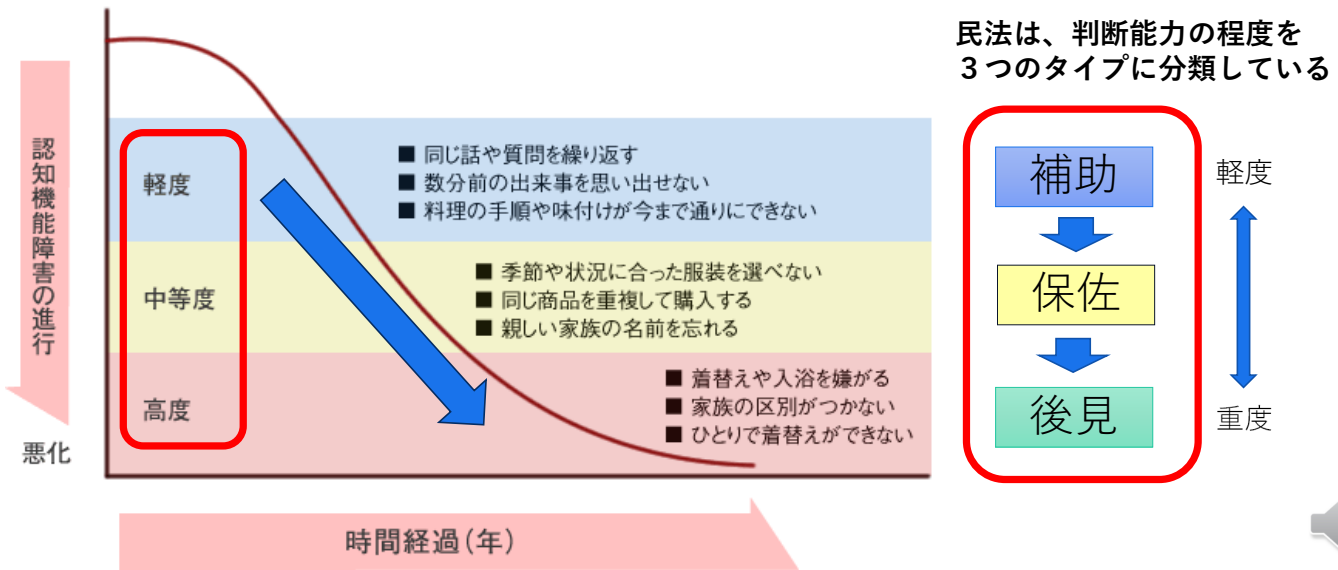 民法は、判断能力の程度を
３つのタイプに分類している
認知機能障害の進行
悪化
軽度
■ 同じ話や質問を繰り返す
■ 数分前の出来事を思い出せない
■ 料理の手順や味付けが今まで通りにできない
中等度
■ 季節や状況に合った服装を選べない
■ 同じ商品を重複して購入する
■ 親しい家族の名前を忘れる
高度
■ 着替えや入浴を嫌がる
■ 家族の区別がつかない
■ ひとりで着替えができない
時間経過(年)
補助
保佐
後見
軽度
重度